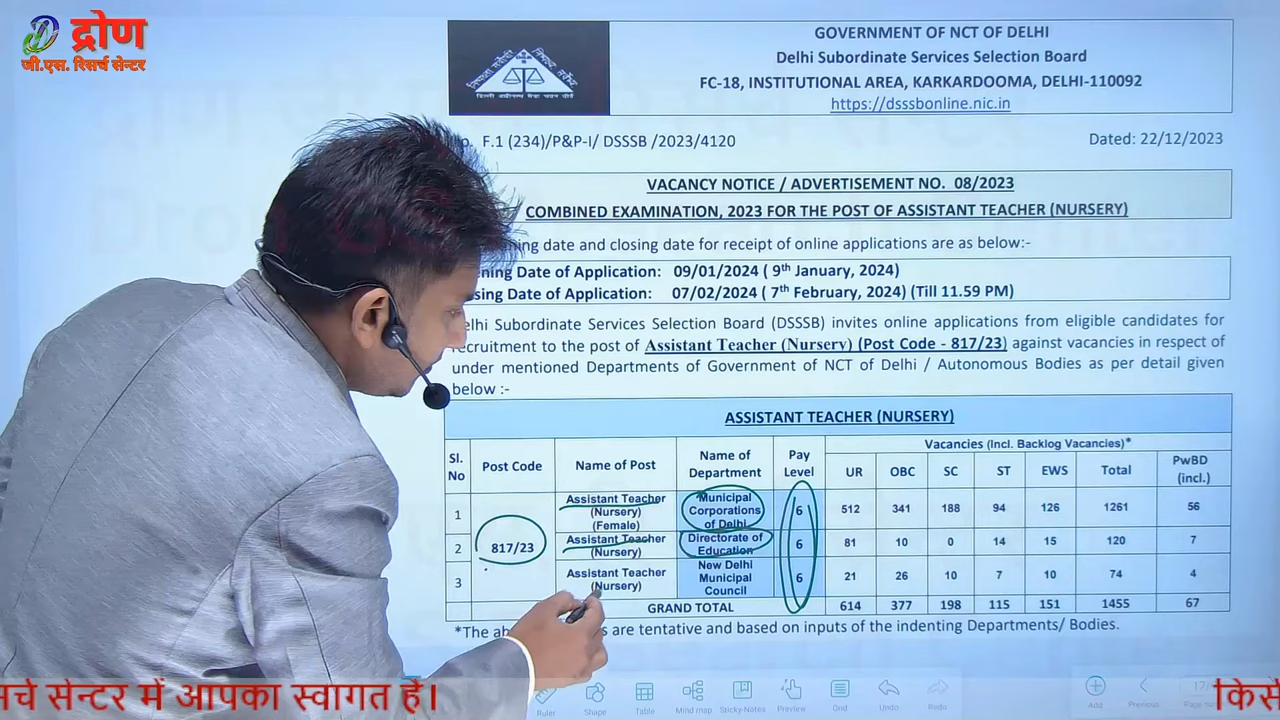 द्रोण
जी.एस. रिसर्च सेन्टर
GOVERNMENT OF NCT OF DELHI
Delhi Subordinate Services Selection Board
FC-18, INSTITUTIONAL AREA, KARKARDOOMA, DELHI-110092
https://dsssbonline.nic.in
F.1 (234)/P&P-I/ DSSSB /2023/4120
Dated: 22/12/2023
VACANCY NOTICE / ADVERTISEMENT NO. 08/2023
COMBINED EXAMINATION, 2023 FOR THE POST OF ASSISTANT TEACHER (NURSERY)
date and closing date for receipt of online applications are as below:-
Date of Application: 09/01/2024 ( 9th January, 2024)
Date of Application: 07/02/2024 ( 7th February, 2024) (Till 11.59 PM)
Subordinate Services Selection Board (DSSSB) invites online applications from eligible candidates for
recruitment to the post of Assistant Teacher (Nursery) (Post Code - 817/23) against vacancies in respect of
under mentioned Departments of Government of NCT of Delhi / Autonomous Bodies as per detail given
below :-
ASSISTANT TEACHER (NURSERY)
Sl. No Post Code Name of Post Name of Department Pay Level Vacancies (Incl. Backlog Vacancies)*
UR OBC SC ST EWS Total PwBD (incl.)
1 Assistant Teacher (Nursery) (Female) Municipal Corporations of Delhi 6 512 341 188 94 126 1261 56
2 817/23 Assistant Teacher (Nursery) Directorate of Education 6 81 10 0 14 15 120 7
3 Assistant Teacher (Nursery) New Delhi Municipal Council 6 21 26 10 7 10 74 4
GRAND TOTAL 614 377 198 115 151 1455 67
*The are tentative and based on inputs of the indenting Departments/ Bodies.
सेन्टर में आपका स्वागत है।
Ruler Shape Table Mind map Sticky-Notes Preview Grid Undo Redo Add Previous